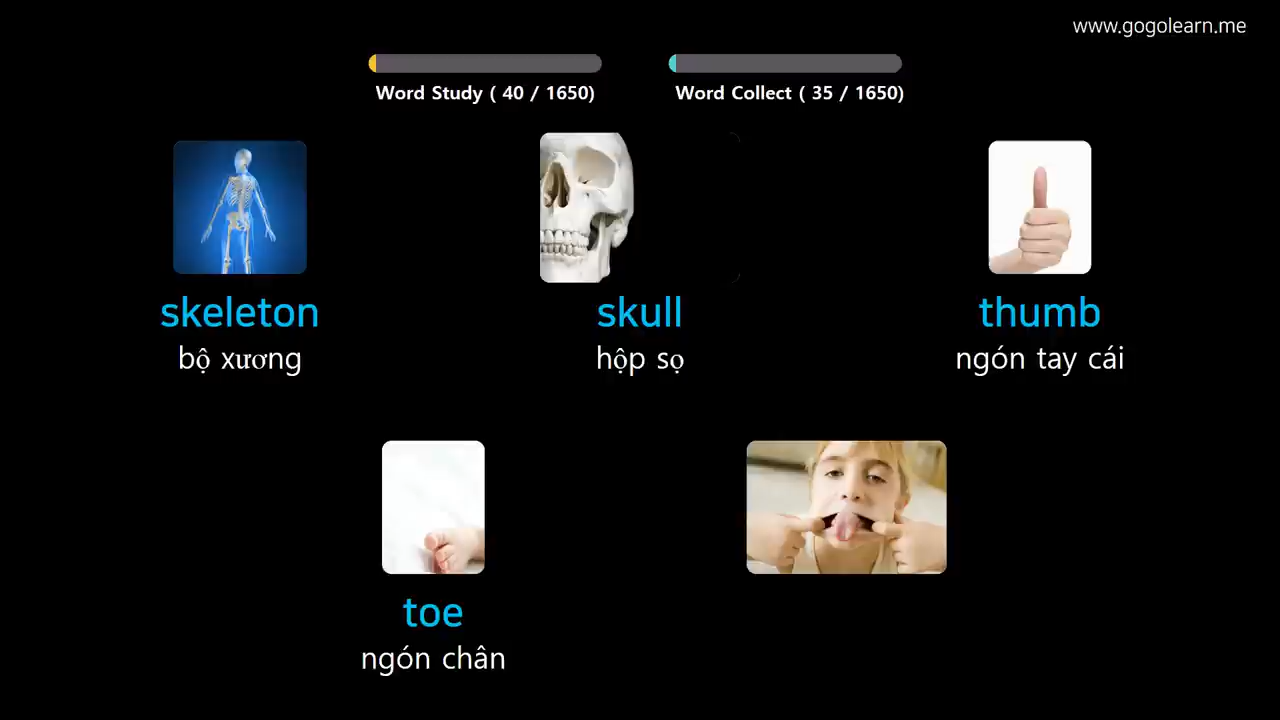 www.gogolearn.me
Word Study ( 40 / 1650)
Word Collect ( 35 / 1650)
skeleton
bộ xương
skull
hộp sọ
thumb
ngón tay cái
toe
ngón chân